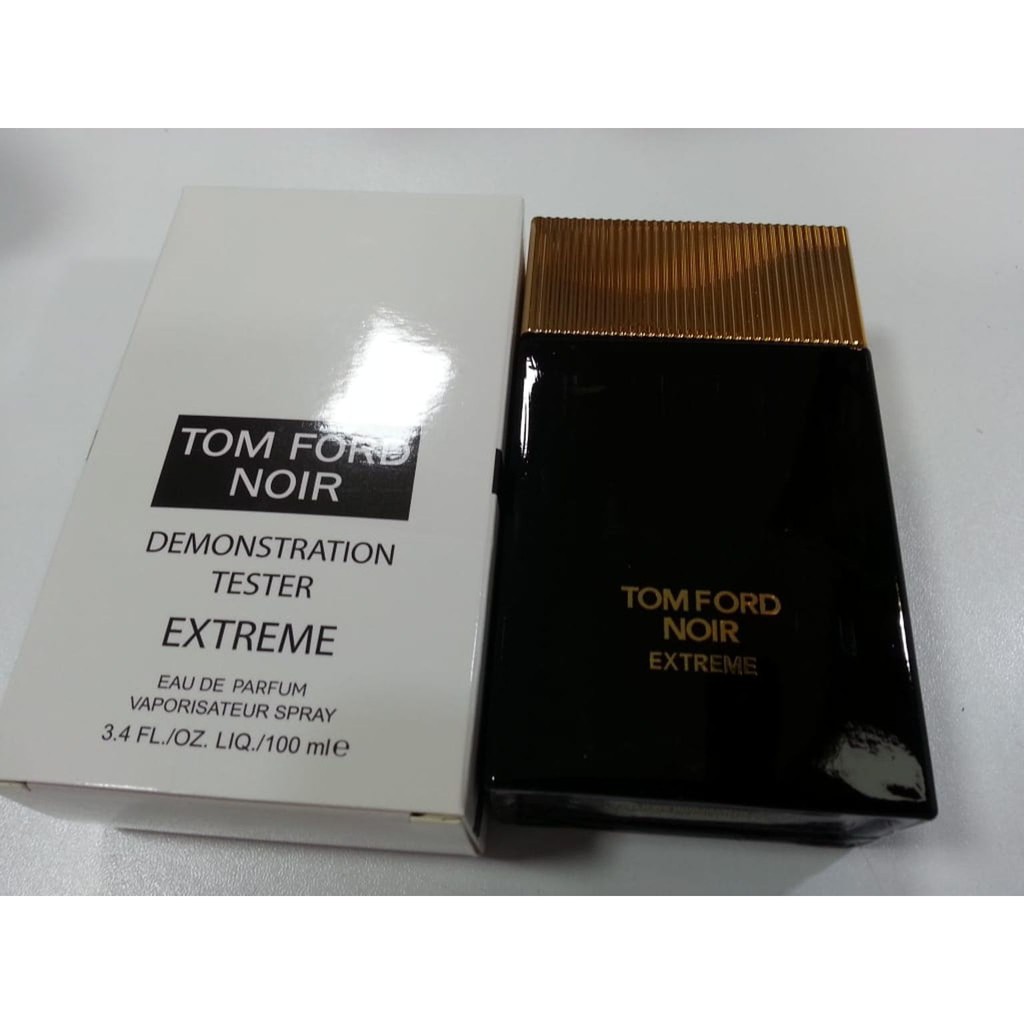 TOM FORD
NOIR
DEMONSTRATION
TESTER
EXTREME
EAU DE PARFUM
VAPORISATEUR SPRAY
3.4 FL./OZ. LIQ./100 ml℮
TOM FORD
NOIR
EXTREME